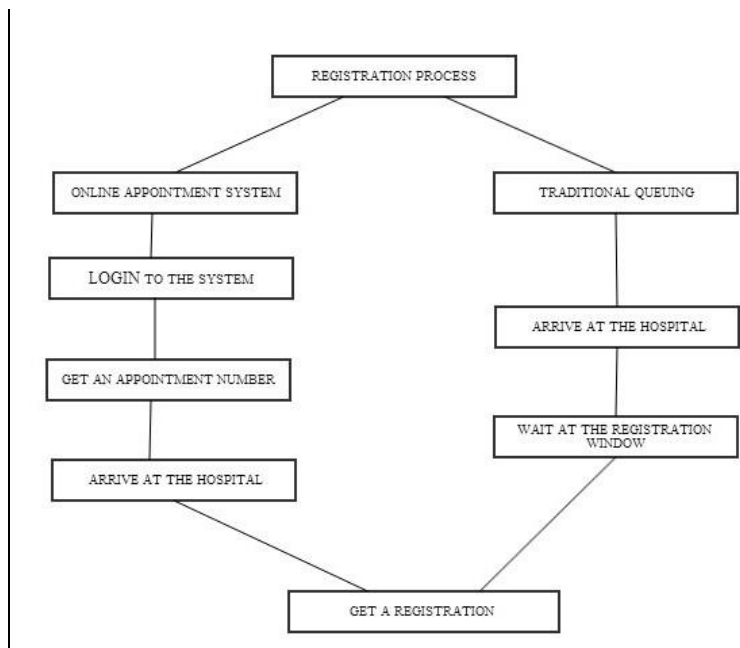 REGISTRATION PROCESS
ONLINE APPOINTMENT SYSTEM
TRADITIONAL QUEUING
LOGIN TO THE SYSTEM
ARRIVE AT THE HOSPITAL
GET AN APPOINTMENT NUMBER
WAIT AT THE REGISTRATION
WINDOW
ARRIVE AT THE HOSPITAL
GET A REGISTRATION